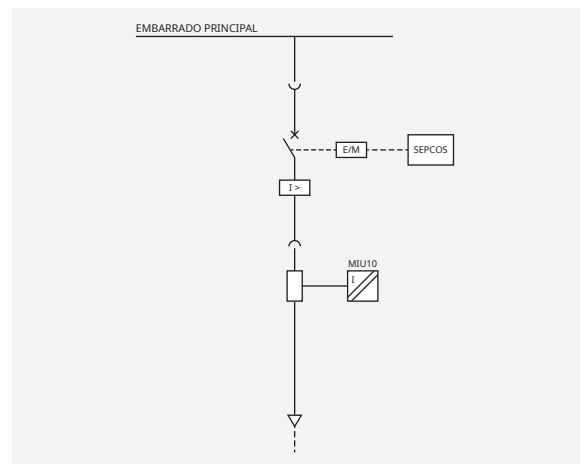 EMBARRADO PRINCIPAL
E/M
SEPCOS
I >
MIU10
I